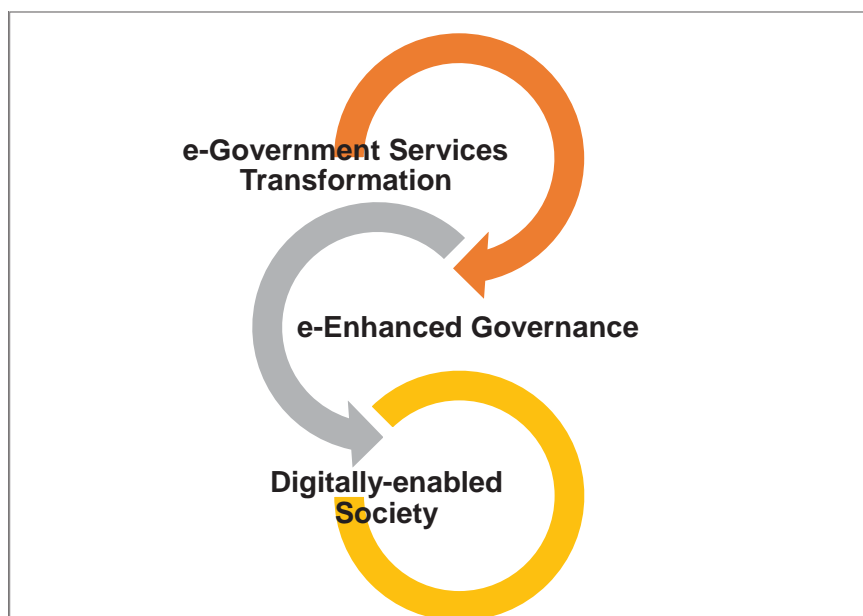 e-Government Services
Transformation
e-Enhanced Governance
Digitally-enabled
Society